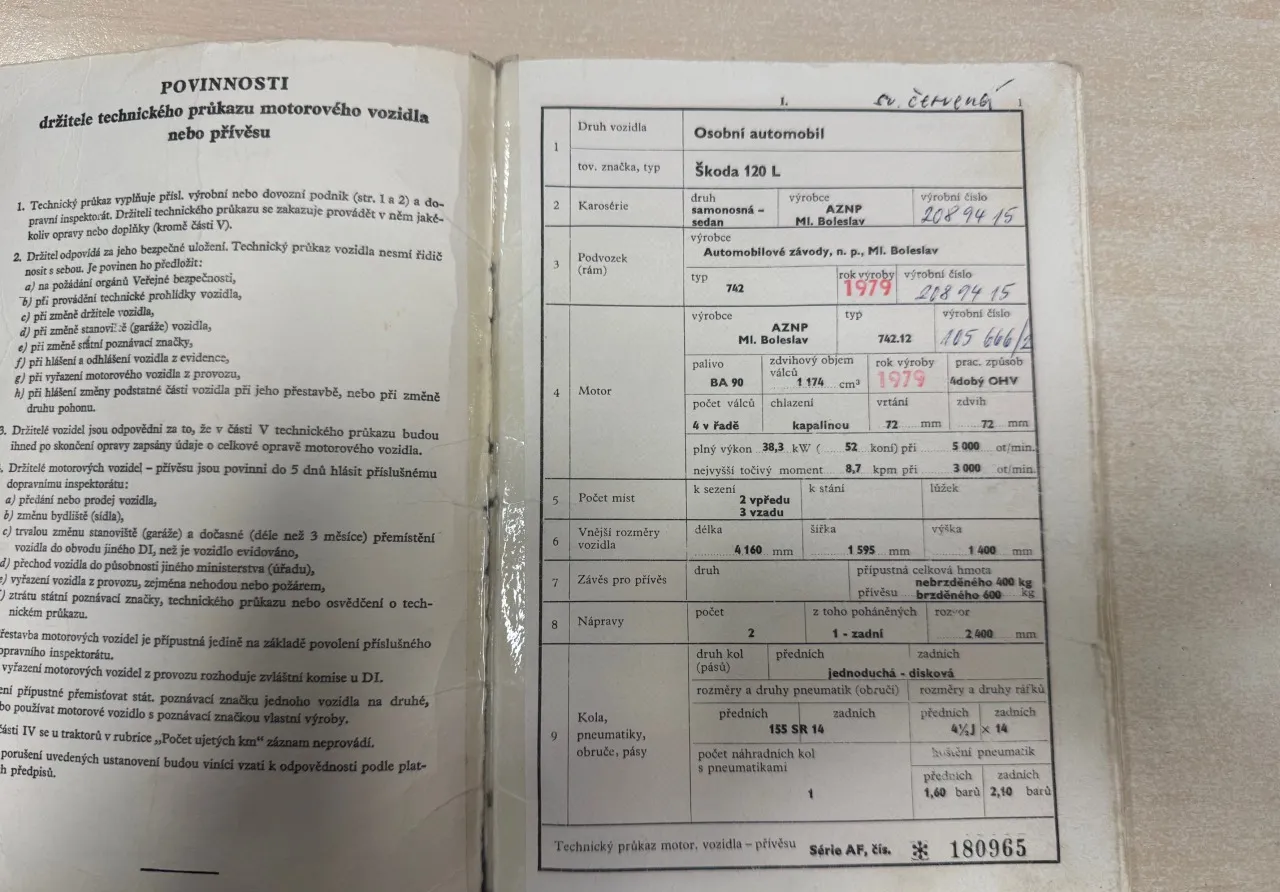 POVINNOSTI
držitele technického průkazu motorového vozidla
nebo přívěsu
1. Technický průkaz vyplňuje přísl. výrobní nebo dovozní podnik (str. 1 a 2) a do-
pravní inspektorát. Držiteli technického průkazu se zakazuje provádět v něm jaké-
koliv opravy nebo doplňky (kromě části V).
2. Držitel odpovídá za jeho bezpečné uložení. Technický průkaz vozidla nesmí řidič
nosit s sebou. Je povinen ho předložit:
a) na požádání orgánů Veřejné bezpečnosti,
b) při provádění technické prohlídky vozidla,
c) při změně držitele vozidla,
d) při změně stanoviště (garáže) vozidla,
e) při změně státní poznávací značky,
f) při hlášení a odhlášení vozidla z evidence,
g) při vyřazení motorového vozidla z provozu,
h) při hlášení změny podstatné části vozidla při jeho přestavbě, nebo při změně
druhu pohonu.
3. Držitelé vozidel jsou odpovědni za to, že v části V technického průkazu budou
ihned po skončení opravy zapsány údaje o celkové opravě motorového vozidla.
. Držitelé motorových vozidel – přívěsu jsou povinni do 5 dnů hlásit příslušnému
dopravnímu inspektorátu:
a) předání nebo prodej vozidla,
b) změnu bydliště (sídla),
c) trvalou změnu stanoviště (garáže) a dočasné (déle než 3 měsíce) přemístění
vozidla do obvodu jiného DI, než je vozidlo evidováno,
d) přechod vozidla do působnosti jiného ministerstva (úřadu),
e) vyřazení vozidla z provozu, zejména nehodou nebo požárem,
) ztrátu státní poznávací značky, technického průkazu nebo osvědčení o tech-
nickém průkazu.
řestavba motorových vozidel je přípustná jedině na základě povolení příslušného
opravního inspektorátu.
vyřazení motorových vozidel z provozu rozhoduje zvláštní komise u DI.
ení přípustné přemisťovat stát. poznávací značku jednoho vozidla na druhé,
bo používat motorové vozidlo s poznávací značkou vlastní výroby.
části IV se u traktorů v rubrice „Počet ujetých km“ záznam neprovádí.
porušení uvedených ustanovení budou viníci vzati k odpovědnosti podle plat-
h předpisů.
I. sv. červená 1
1 Druh vozidla Osobní automobil
tov. značka, typ Škoda 120 L
2 Karosérie
druh výrobce výrobní číslo
samonosná – AZNP 2089415
sedan Ml. Boleslav
3 Podvozek
(rám)
výrobce
Automobilové závody, n. p., Ml. Boleslav
typ rok výroby výrobní číslo
742 1979 2089415
4 Motor
výrobce typ výrobní číslo
AZNP
Ml. Boleslav 742.12 105 666/2
palivo zdvihový objem válců rok výroby prac. způsob
BA 90 1 174 cm³ 1979 4dobý OHV
počet válců chlazení vrtání zdvih
4 v řadě kapalinou 72 mm 72 mm
plný výkon 38,3 kW ( 52 koní) při 5 000 ot/min.
nejvyšší točivý moment 8,7 kpm při 3 000 ot/min.
5 Počet míst
k sezení k stání lůžek
2 vpředu
3 vzadu
6 Vnější rozměry
vozidla
délka šířka výška
4 160 mm 1 595 mm 1 400 mm
7 Závěs pro přívěs
druh přípustná celková hmota
nebrzděného 400 kg
přívěsu brzděného 600 kg
8 Nápravy
počet z toho poháněných rozvor
2 1 - zadní 2 400 mm
9 Kola,
pneumatiky,
obruče, pásy
druh kol
(pásů)
předních zadních
jednoduchá - disková
rozměry a druhy pneumatik (obručí) rozměry a druhy ráfků
předních zadních předních zadních
155 SR 14 4½J × 14
počet náhradních kol
s pneumatikami
1
huštění pneumatik
předních zadních
1,60 barů 2,10 barů
Technický průkaz motor. vozidla – přívěsu Série AF, čís. ✻ 180965